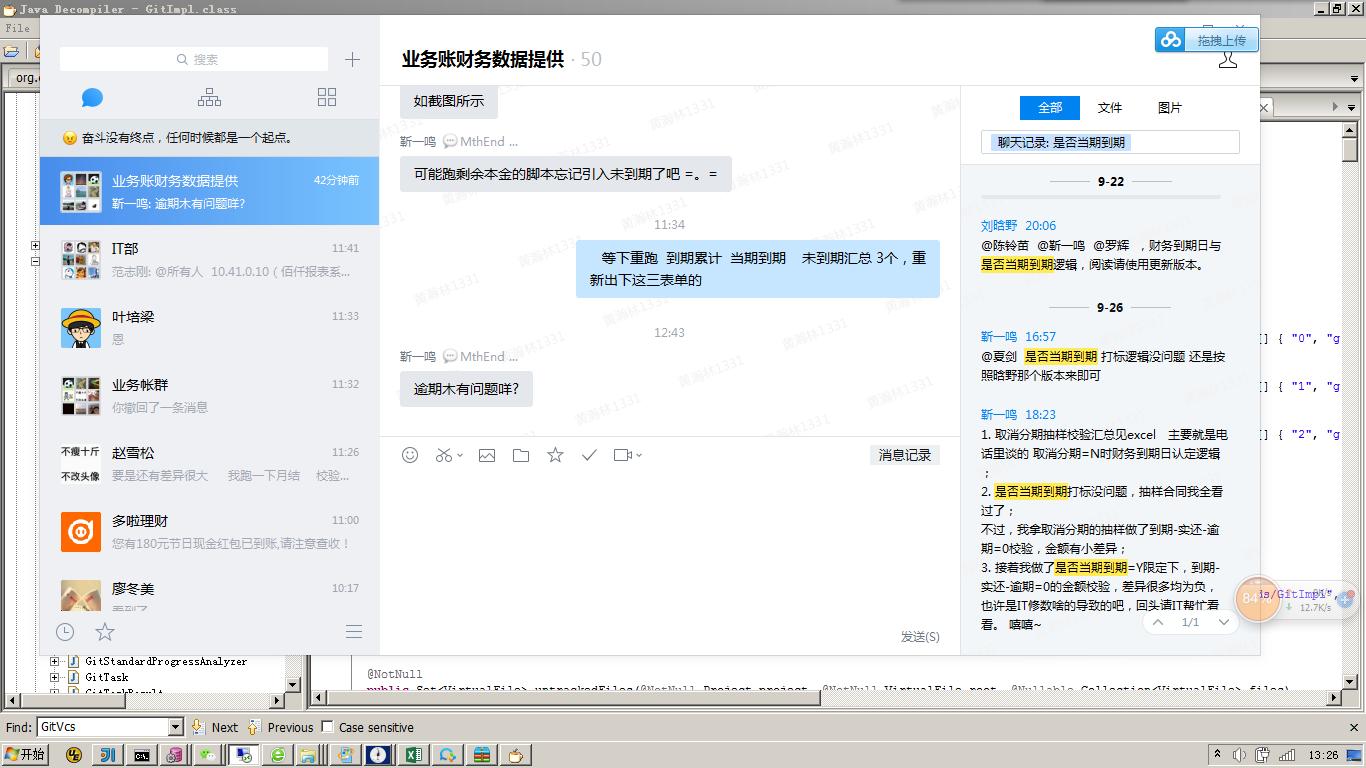 Java Decompiler - GitImpl.class
File
org.
搜索
奋斗没有终点，任何时候都是一个起点。
业务账财务数据提供
42分钟前
靳一鸣: 逾期木有问题咩?
IT部
11:41
范志刚: @所有人 10.41.0.10（佰仟报表系...
叶培梁
11:33
恩
业务帐群
11:32
你撤回了一条消息
不瘦十斤
不改头像
赵雪松
11:26
要是还有差异很大 我跑一下月结 校验...
多啦理财
11:00
您有180元节日现金红包已到账,请注意查收！
廖冬美
10:17
看到了
业务账财务数据提供 · 50
如截图所示
靳一鸣 MthEnd ...
可能跑剩余本金的脚本忘记引入未到期了吧 =。=
11:34
等下重跑 到期累计 当期到期 未到期汇总 3个，重
新出下这三表单的
12:43
靳一鸣 MthEnd ...
逾期木有问题咩?
黄瀚林1331
消息记录
发送(S)
拖拽上传
全部
文件
图片
聊天记录: 是否当期到期
9-22
刘晗野 20:06
@陈铃苗 @靳一鸣 @罗辉 ，财务到期日与
是否当期到期逻辑，阅读请使用更新版本。
9-26
靳一鸣 16:57
@夏剑 是否当期到期 打标逻辑没问题 还是按
照晗野那个版本来即可
靳一鸣 18:23
1. 取消分期抽样校验汇总见excel 主要就是电
话里谈的 取消分期=N时财务到期日认定逻辑
；
2. 是否当期到期打标没问题，抽样合同我全看
过了；
不过，我拿取消分期的抽样做了到期-实还-逾
期=0校验，金额有小差异；
3. 接着我做了是否当期到期=Y限定下，到期-
实还-逾期=0的金额校验，差异很多均为负，
也许是IT修数啥的导致的吧，回头请IT帮忙看
看。 嘻嘻~
1/1
[] { "0", "g
[] { "1", "g
[] { "2", "g
84%
is/GitImpl",
12.7K/s
GitStandardProgressAnalyzer
GitTask
GitTaskResult
@NotNull
public Set<VirtualFile> untrackedFiles(@NotNull Project project, @NotNull VirtualFile root, @Nullable Collection<VirtualFile> files)
Find:
GitVcs
Next
Previous
Case sensitive
开始
13:26